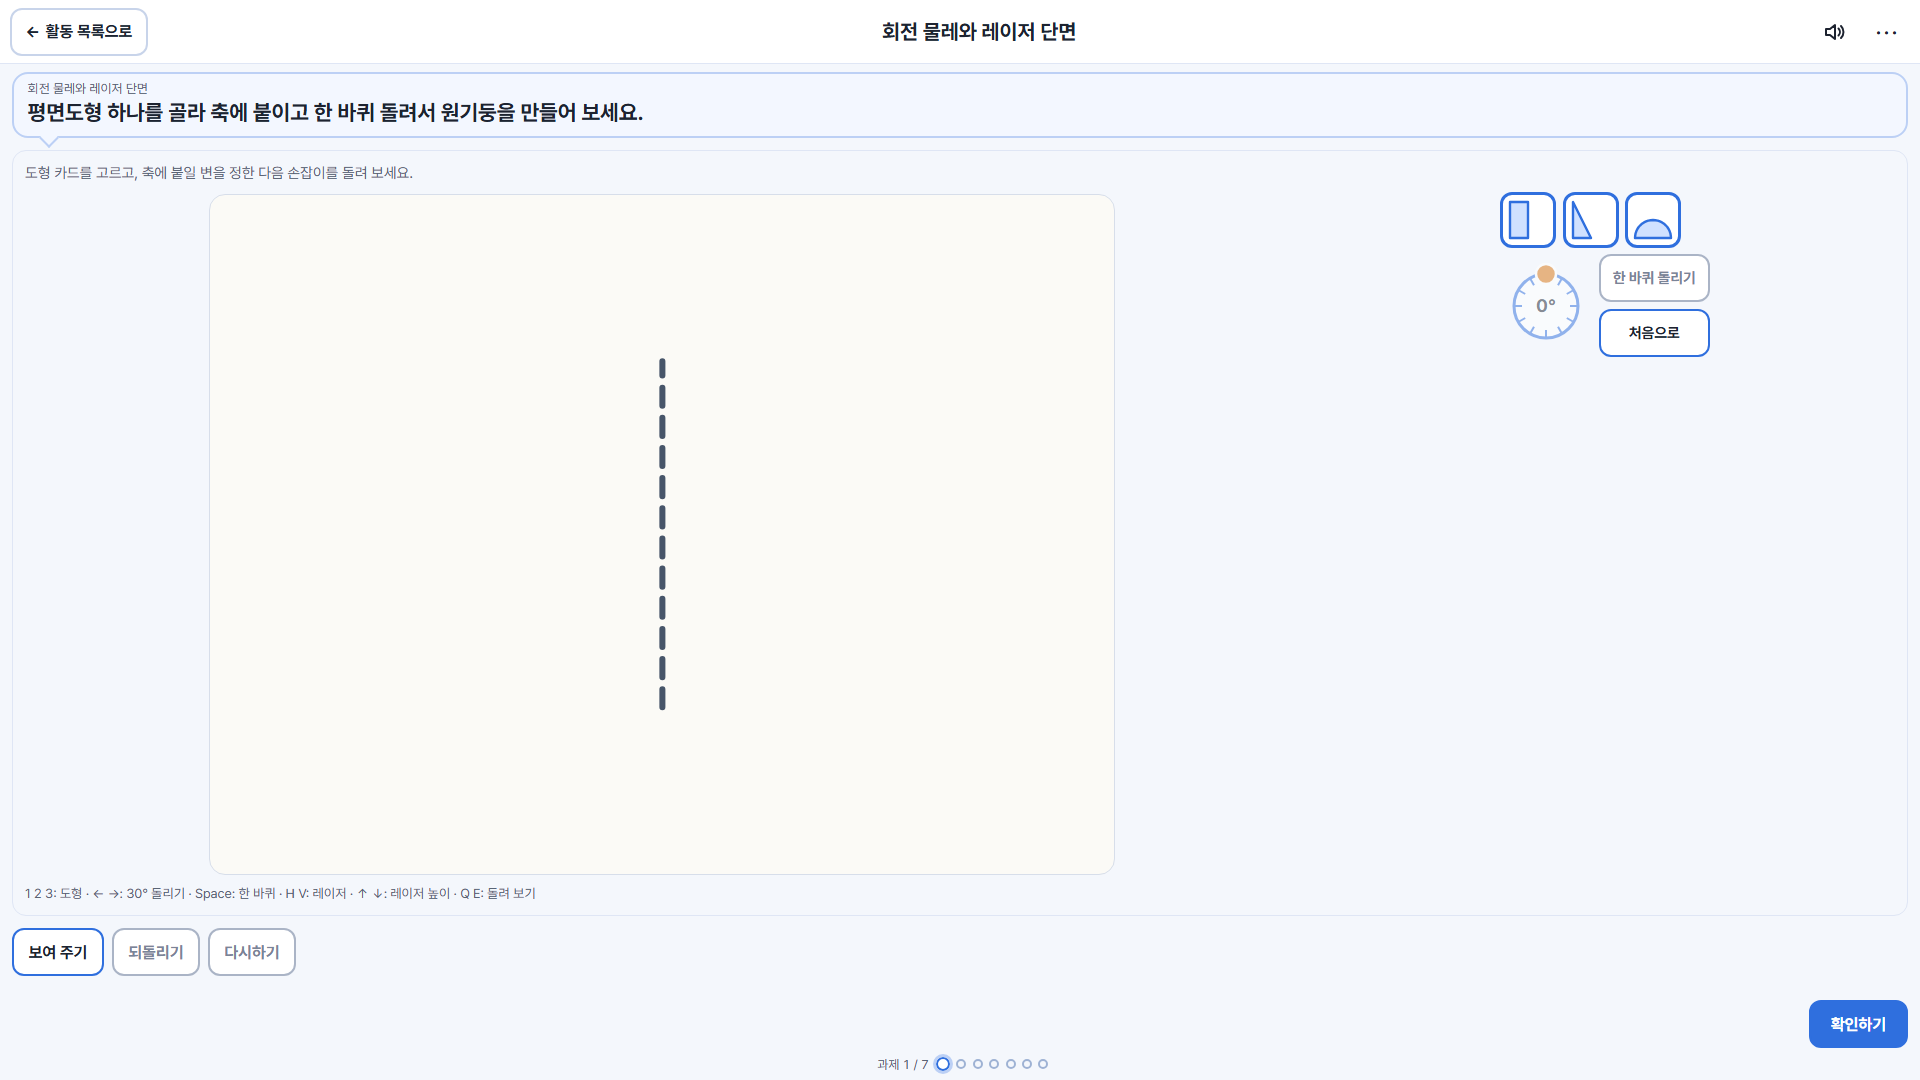 ← 활동 목록으로
회전 물레와 레이저 단면
회전 물레와 레이저 단면
평면도형 하나를 골라 축에 붙이고 한 바퀴 돌려서 원기둥을 만들어 보세요.
도형 카드를 고르고, 축에 붙일 변을 정한 다음 손잡이를 돌려 보세요.
0°
한 바퀴 돌리기
처음으로
1 2 3: 도형 · ← →: 30° 돌리기 · Space: 한 바퀴 · H V: 레이저 · ↑ ↓: 레이저 높이 · Q E: 돌려 보기
보여 주기
되돌리기
다시하기
확인하기
과제 1 / 7